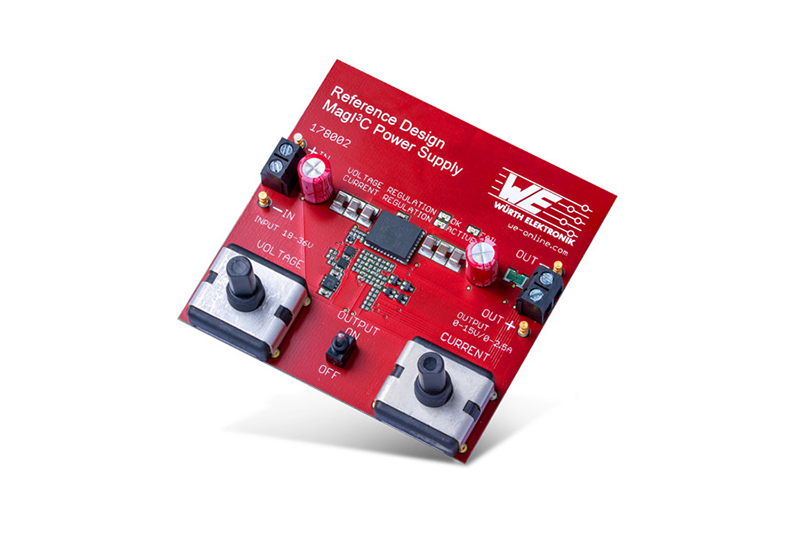 Reference Design
MagI³C Power Supply
178002
+IN
VOLTAGE REGULATION OK
CURRENT REGULATION ACTIVE
WE
WÜRTH ELEKTRONIK
we-online.com
-IN
INPUT 18-36V
VOLTAGE
OUT -
OUT +
OUTPUT
0-15V/0-2.5A
OUTPUT
ON
OFF
CURRENT